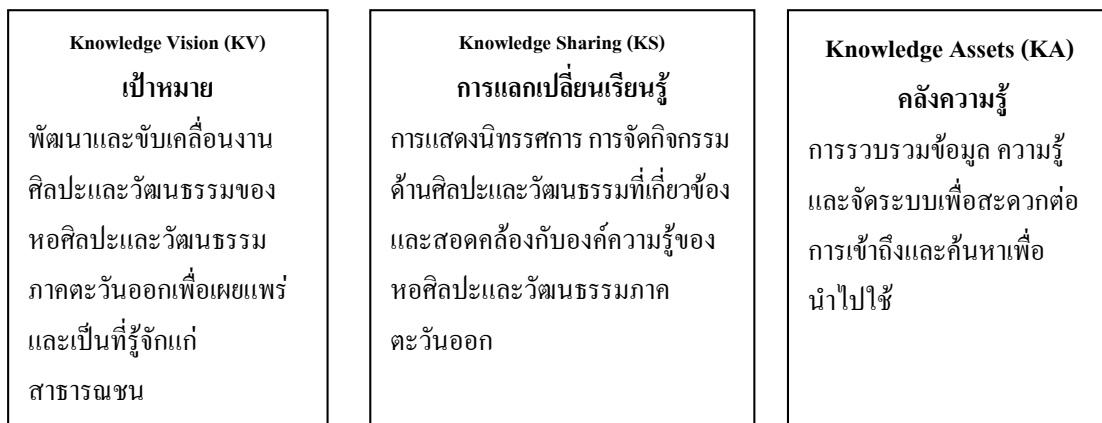 Knowledge Vision (KV)
เป้าหมาย
พัฒนาและขับเคลื่อนงาน
ศิลปะและวัฒนธรรมของ
หอศิลปะและวัฒนธรรม
ภาคตะวันออกเพื่อเผยแพร่
และเป็นที่รู้จักแก่
สาธารณชน
Knowledge Sharing (KS)
การแลกเปลี่ยนเรียนรู้
การแสดงนิทรรศการ การจัดกิจกรรม
ด้านศิลปะและวัฒนธรรมที่เกี่ยวข้อง
และสอดคล้องกับองค์ความรู้ของ
หอศิลปะและวัฒนธรรมภาค
ตะวันออก
Knowledge Assets (KA)
คลังความรู้
การรวบรวมข้อมูล ความรู้
และจัดระบบเพื่อสะดวกต่อ
การเข้าถึงและค้นหาเพื่อ
นำไปใช้